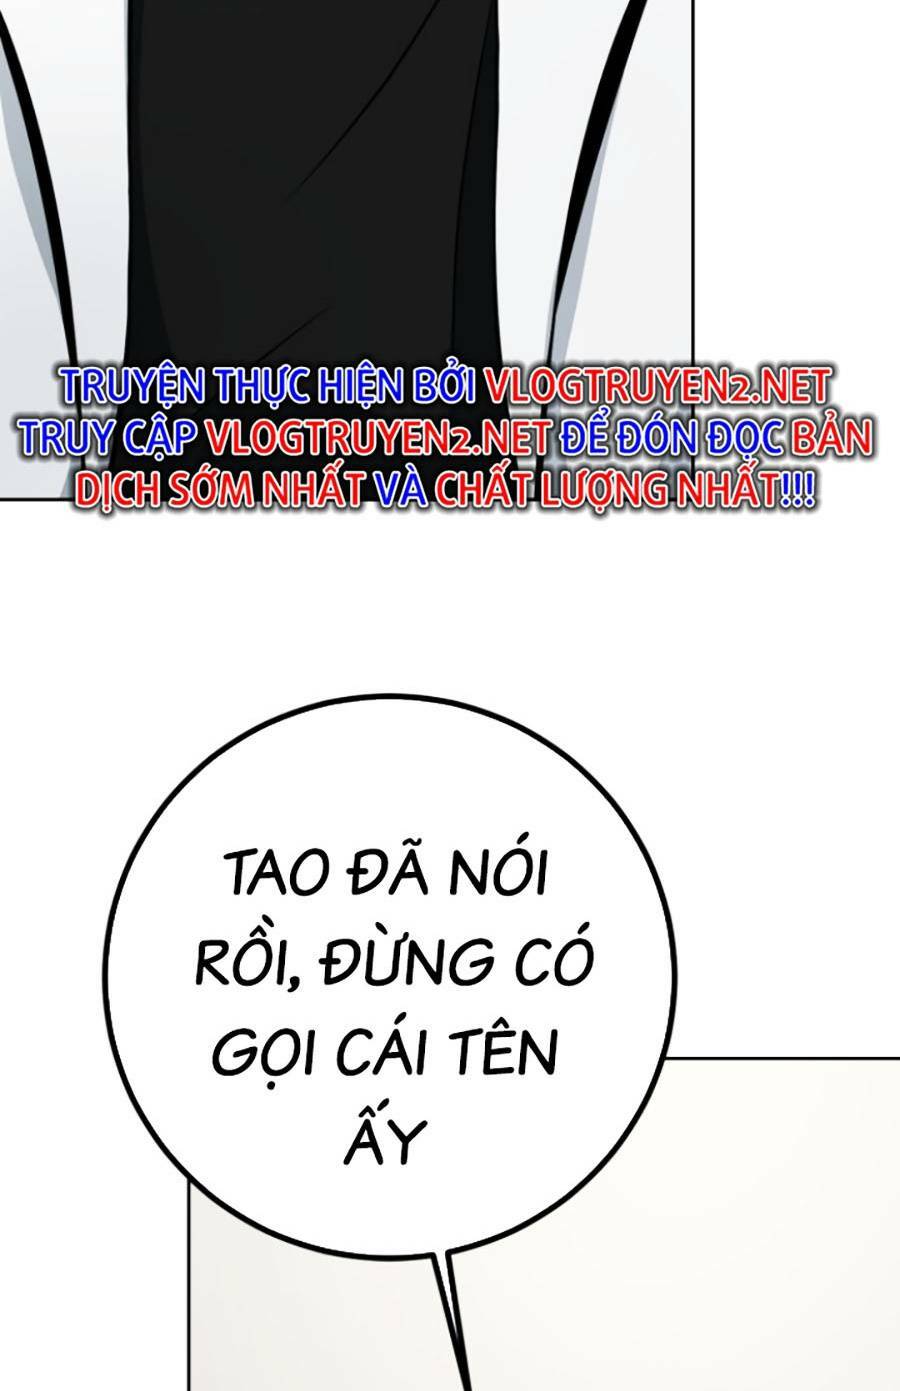 TRUYỆN THỰC HIỆN BỞI VLOGTRUYEN2.NET
TRUY CẬP VLOGTRUYEN2.NET ĐỂ ĐÓN ĐỌC BẢN
DỊCH SỚM NHẤT VÀ CHẤT LƯỢNG NHẤT!!!
TAO ĐÃ NÓI
RỒI, ĐỪNG CÓ
GỌI CÁI TÊN
ẤY